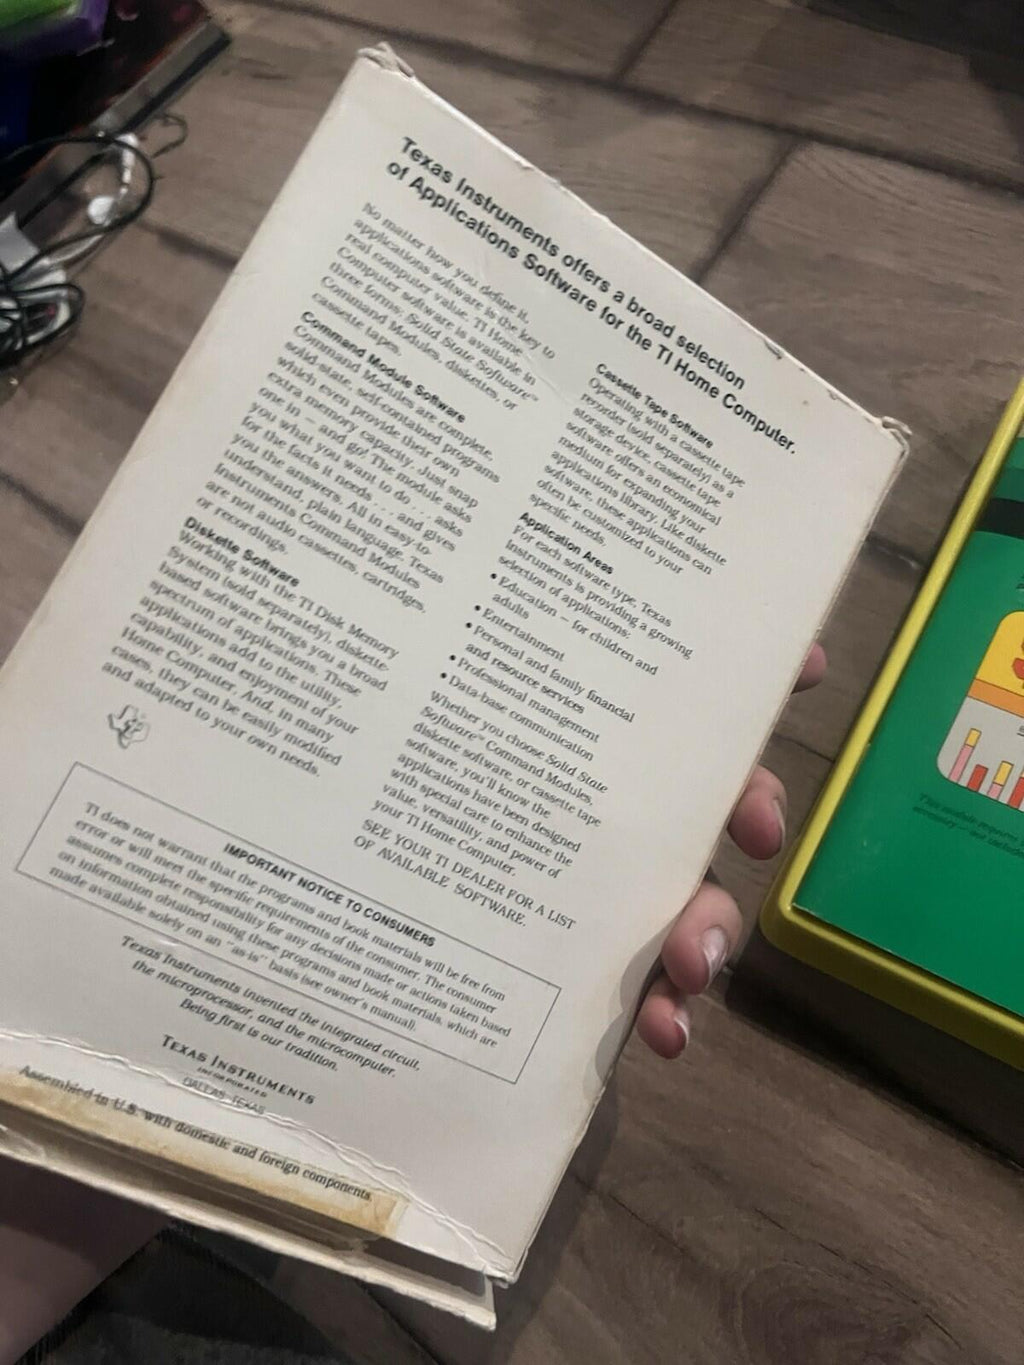 Texas Instruments offers a broad selection
of Applications Software for the TI Home Computer.
No matter how you define it,
applications software is the key to
real computer value. TI Home
Computer software is available in
three forms: Solid State Software™
Command Modules, diskettes, or
cassette tapes.
Command Module Software
Command Modules are complete,
solid-state, self-contained programs
which even provide their own
extra memory capacity. Just snap
one in — and go! The module asks
you what you want to do . . . asks
for the facts it needs . . . and gives
you the answers. All in easy-to-
understand, plain language. Texas
Instruments Command Modules
are not audio cassettes, cartridges,
or recordings.
Diskette Software
Working with the TI Disk Memory
System (sold separately), diskette-
based software brings you a broad
spectrum of applications. These
applications add to the utility,
capability, and enjoyment of your
Home Computer. And, in many
cases, they can be easily modified
and adapted to your own needs.
Cassette Tape Software
Operating with a cassette tape
recorder (sold separately) as a
storage device, cassette tape
software offers an economical
medium for expanding your
applications library. Like diskette
software, these applications can
often be customized to your
specific needs.
Application Areas
For each software type, Texas
Instruments is providing a growing
selection of applications:
• Education — for children and
adults
• Entertainment
• Personal and family financial
and resource services
• Professional management
• Data-base communication
Whether you choose Solid State
Software™ Command Modules,
diskette software, or cassette tape
software, you'll know the
applications have been designed
with special care to enhance the
value, versatility, and power of
your TI Home Computer.
SEE YOUR TI DEALER FOR A LIST
OF AVAILABLE SOFTWARE.
IMPORTANT NOTICE TO CONSUMERS
TI does not warrant that the programs and book materials will be free from
error or will meet the specific requirements of the consumer. The consumer
assumes complete responsibility for any decisions made or actions taken based
on information obtained using these programs and book materials, which are
made available solely on an "as-is" basis (see owner's manual).
Texas Instruments invented the integrated circuit,
the microprocessor, and the microcomputer.
Being first is our tradition.
TEXAS INSTRUMENTS
INCORPORATED
DALLAS, TEXAS
Assembled in U.S. with domestic and foreign components.
This module requires